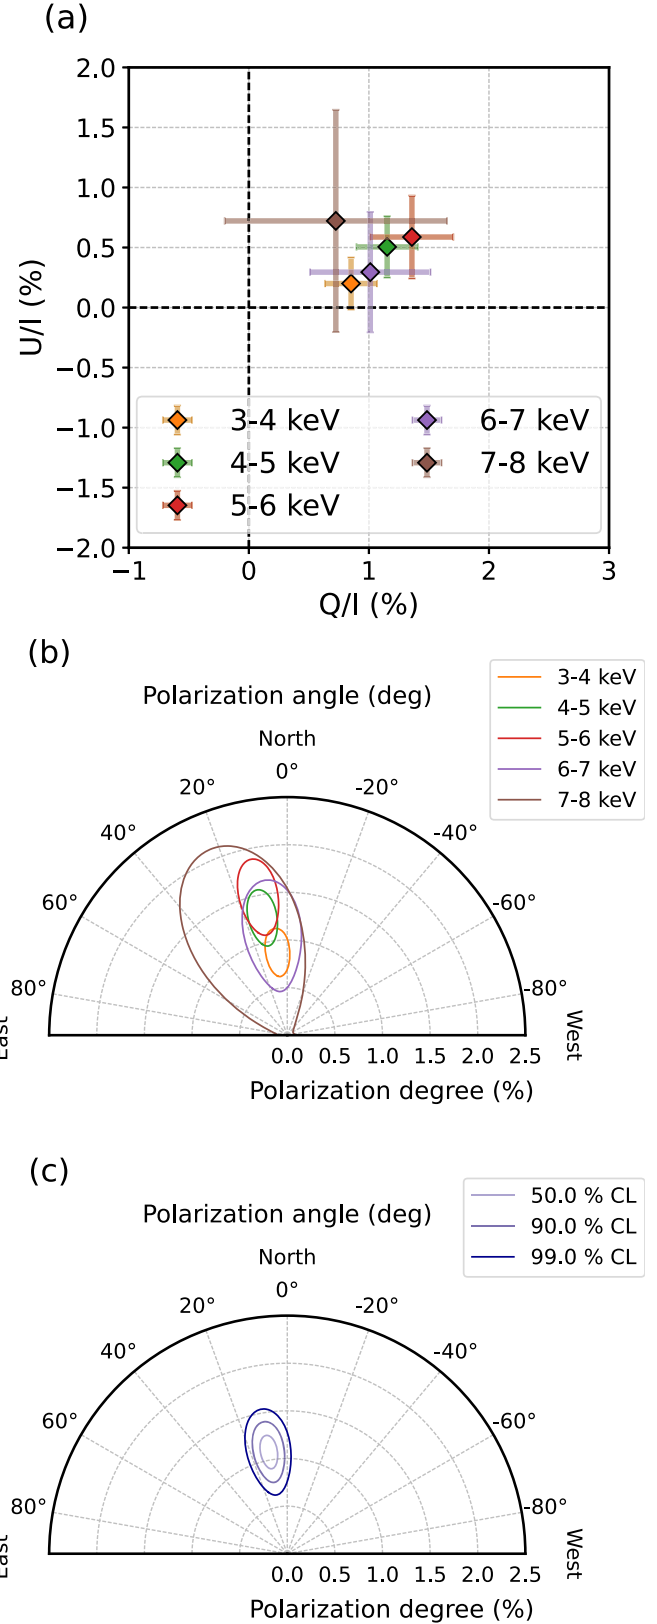 (a)
2.0
1.5
1.0
0.5
0.0
−0.5
−1.0
−1.5
−2.0
U/I (%)
3-4 keV
4-5 keV
5-6 keV
6-7 keV
7-8 keV
−1 0 1 2 3
Q/I (%)
(b)
3-4 keV
4-5 keV
5-6 keV
6-7 keV
7-8 keV
Polarization angle (deg)
North
0°
20° -20°
40° -40°
60° -60°
80° -80°
East West
0.0 0.5 1.0 1.5 2.0 2.5
Polarization degree (%)
(c)
50.0 % CL
90.0 % CL
99.0 % CL
Polarization angle (deg)
North
0°
20° -20°
40° -40°
60° -60°
80° -80°
East West
0.0 0.5 1.0 1.5 2.0 2.5
Polarization degree (%)